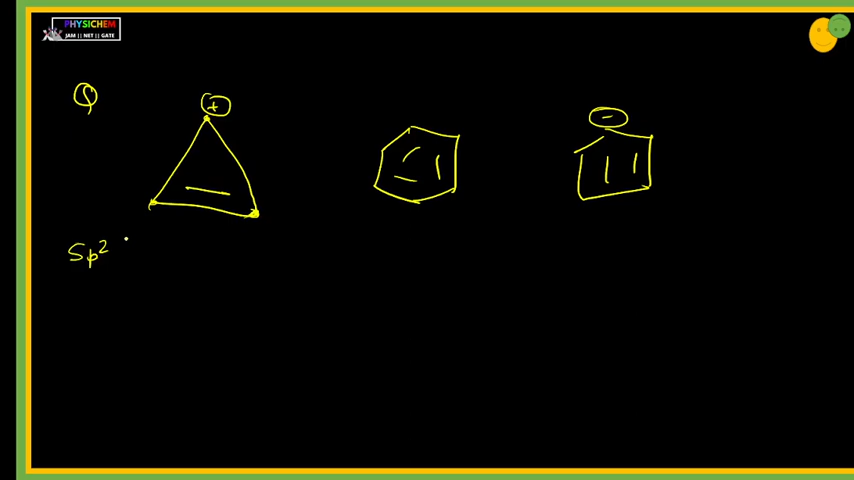 PHYSICHEM
JAM || NET || GATE
Q
+
-
Sp²